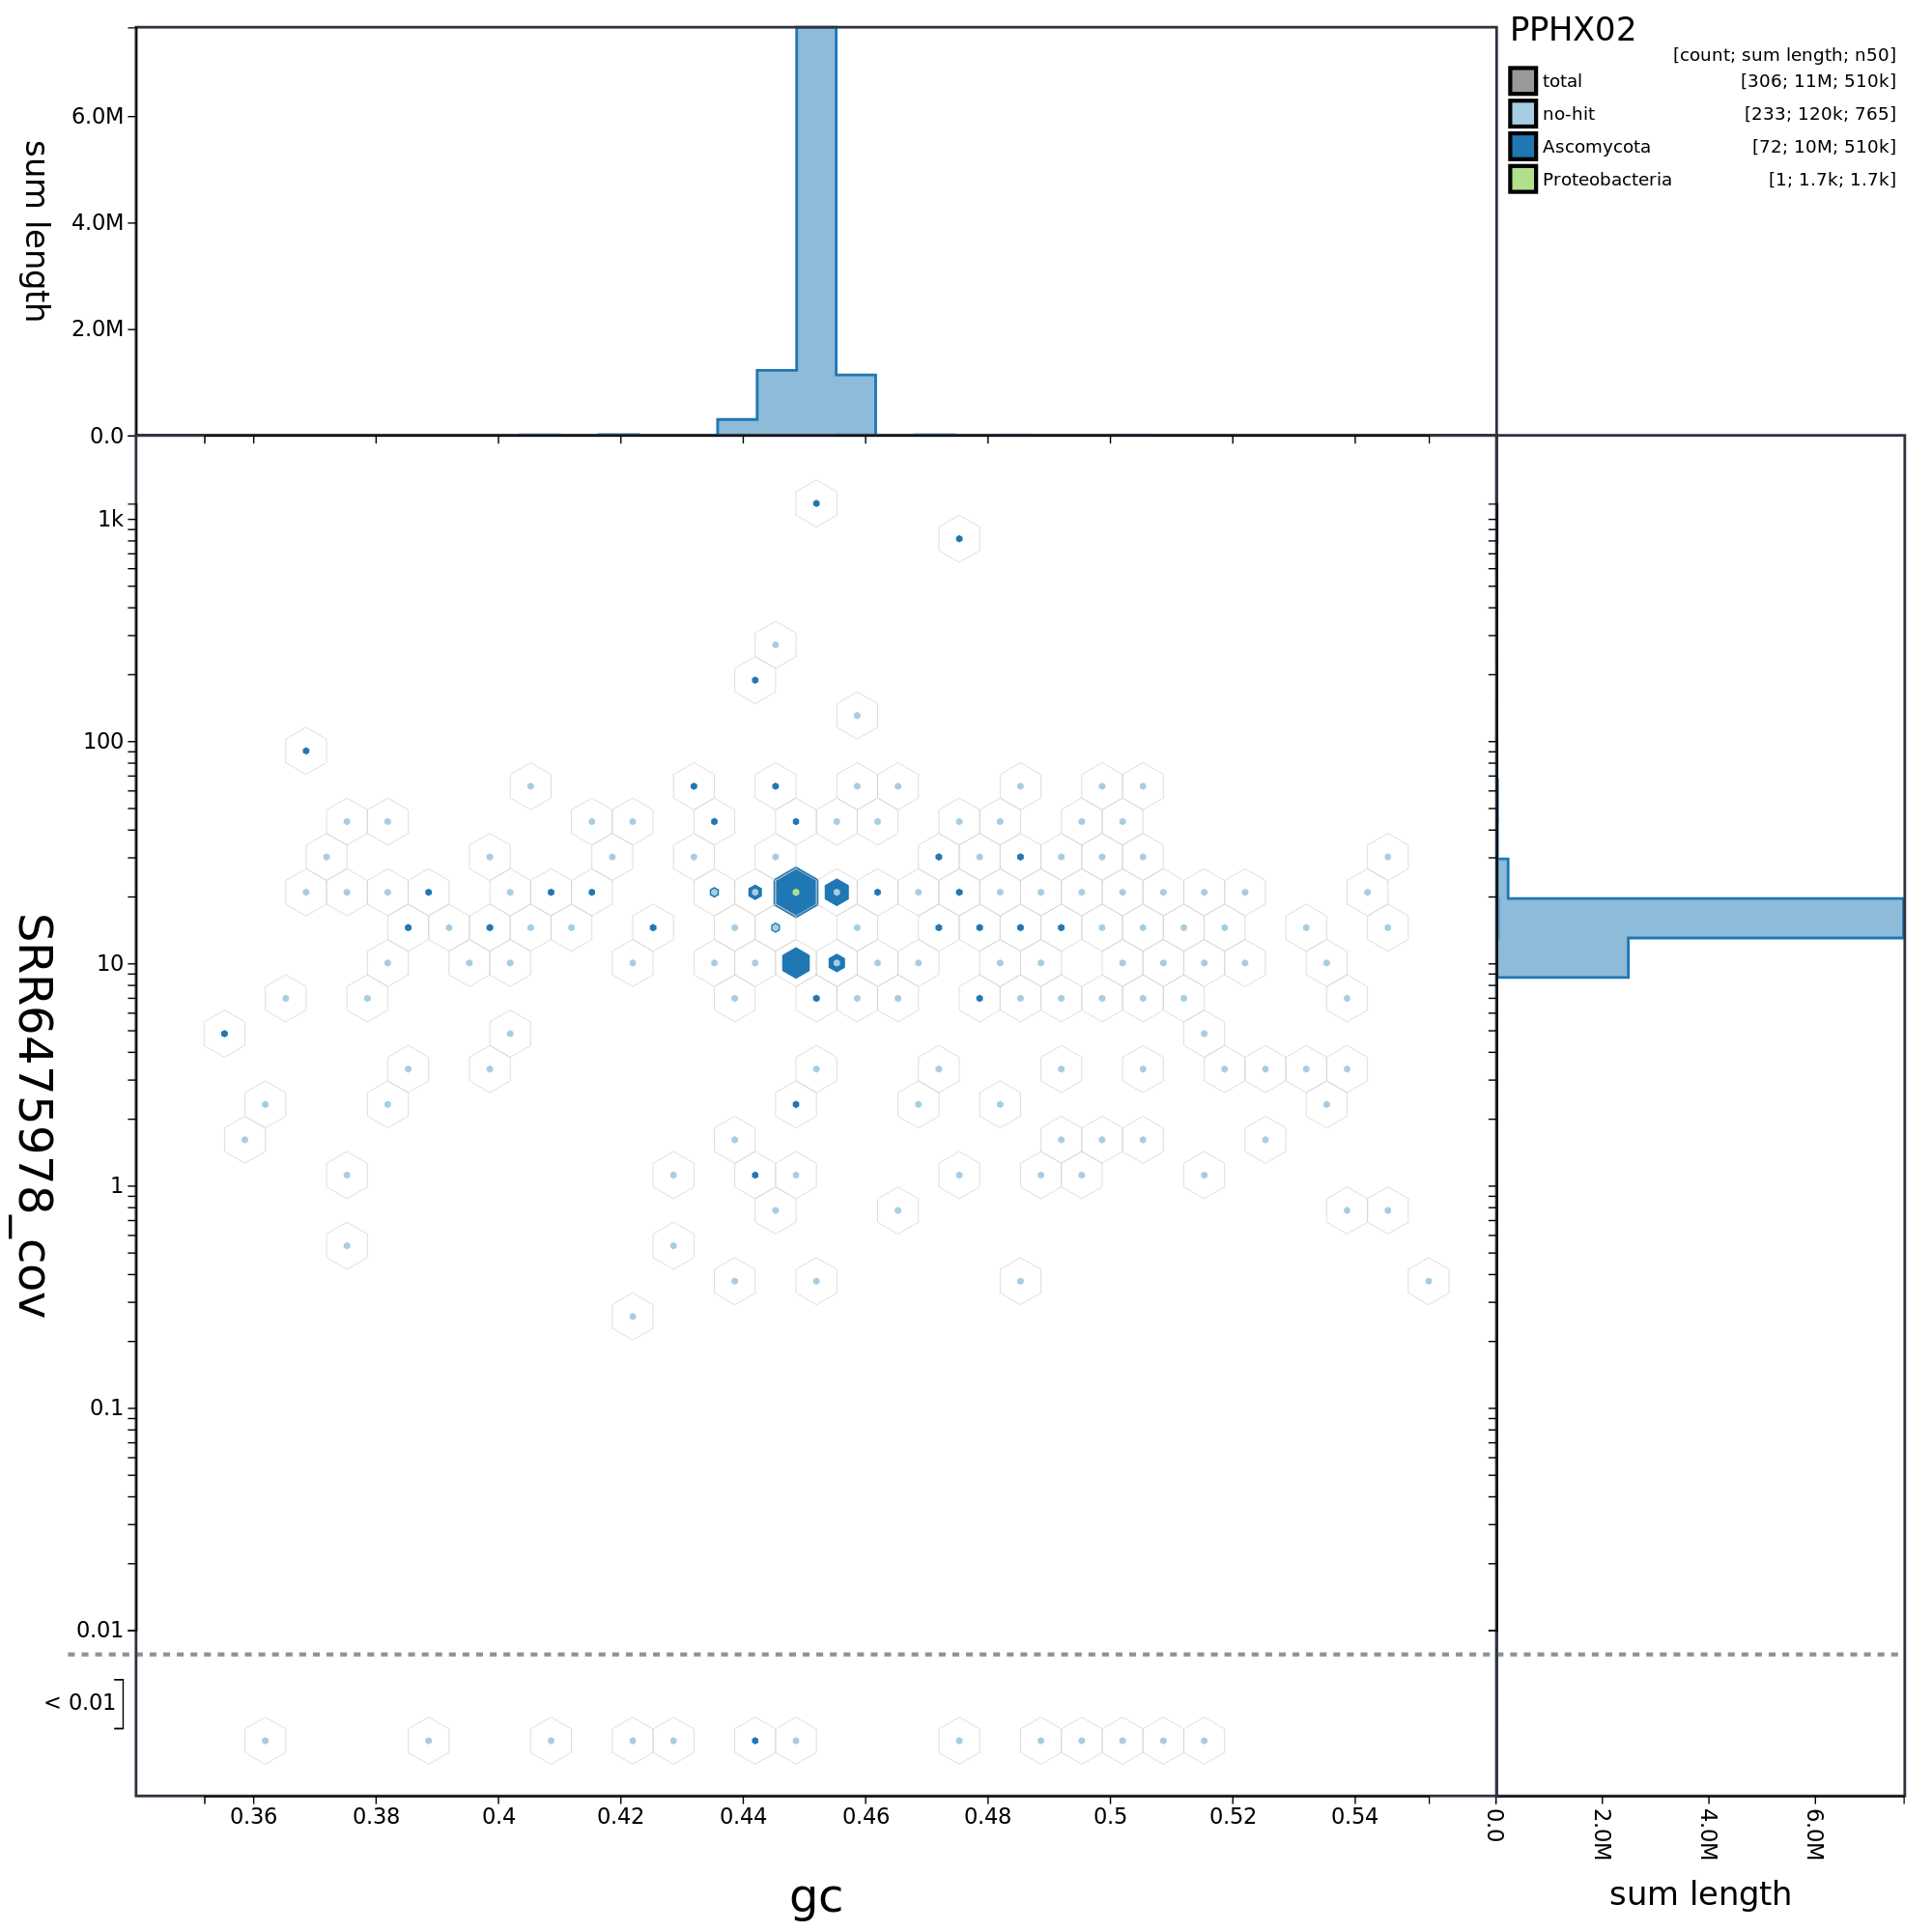 PPHX02
[count; sum length; n50]
total [306; 11M; 510k]
no-hit [233; 120k; 765]
Ascomycota [72; 10M; 510k]
Proteobacteria [1; 1.7k; 1.7k]
sum length
6.0M
4.0M
2.0M
0.0
SRR6475978_cov
1k
100
10
1
0.1
0.01
< 0.01
0.36 0.38 0.4 0.42 0.44 0.46 0.48 0.5 0.52 0.54
gc
0.0 2.0M 4.0M 6.0M
sum length